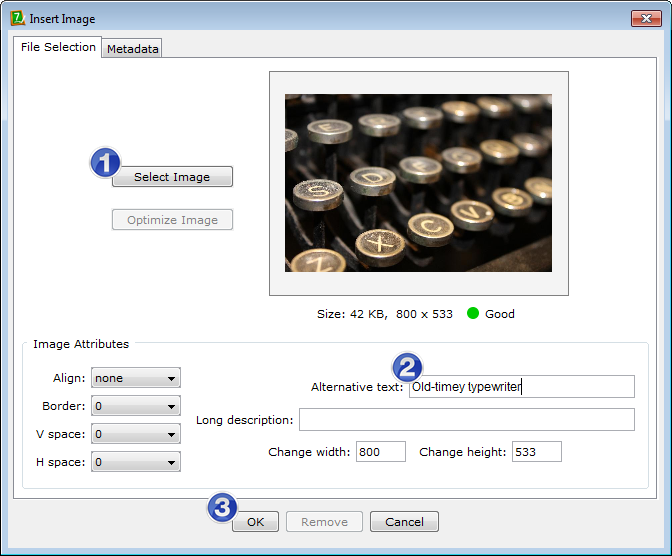 Insert Image
File Selection
Metadata
1
Select Image
Optimize Image
E
S
D
Z
X
C
V
B
Size: 42 KB, 800 x 533
Good
Image Attributes
Align: none
Border: 0
V space: 0
H space: 0
2
Alternative text: Old-timey typewriter
Long description:
Change width: 800
Change height: 533
3
OK
Remove
Cancel